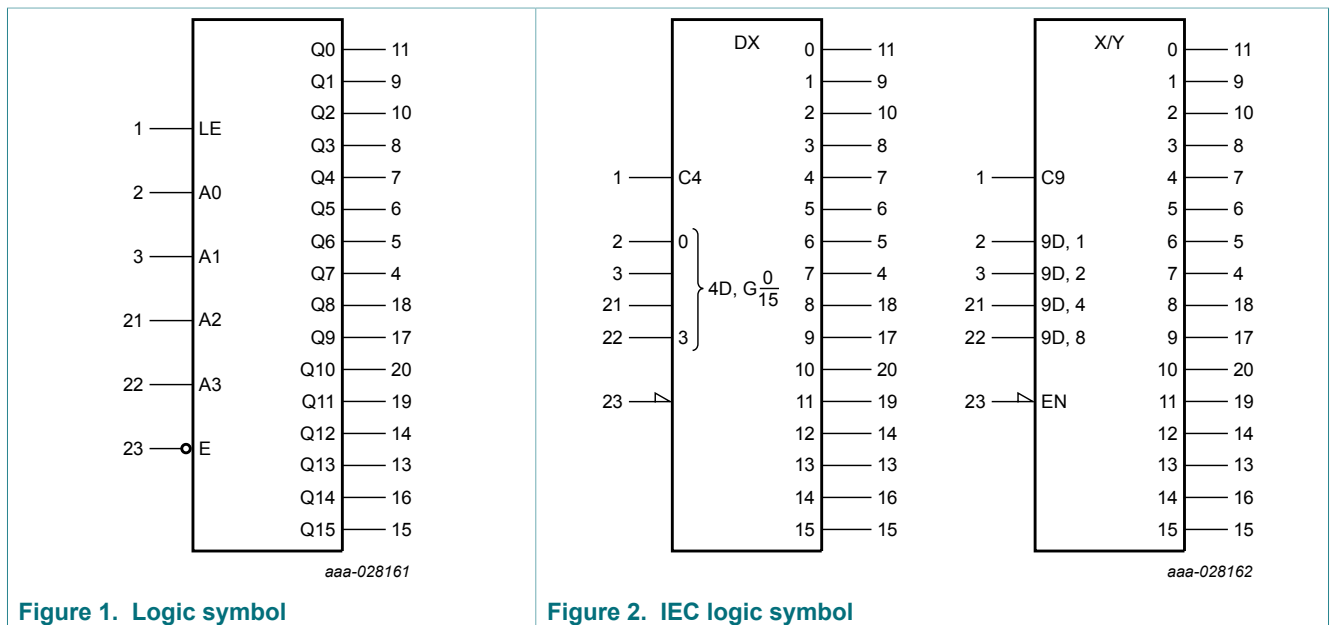 Q0 11
Q1 9
Q2 10
1 LE
Q3 8
Q4 7
2 A0
Q5 6
3 A1
Q6 5
Q7 4
Q8 18
21 A2
Q9 17
Q10 20
22 A3
Q11 19
Q12 14
23 E
Q13 13
Q14 16
Q15 15
aaa-028161
Figure 1. Logic symbol
DX
0 11
1 9
2 10
3 8
1 C4
4 7
5 6
2 0
6 5
3
7 4
4D, G 0/15
21
8 18
22 3
9 17
10 20
23
11 19
12 14
13 13
14 16
15 15
X/Y
0 11
1 9
2 10
3 8
1 C9
4 7
5 6
2 9D, 1
6 5
3 9D, 2
7 4
21 9D, 4
8 18
22 9D, 8
9 17
10 20
23 EN
11 19
12 14
13 13
14 16
15 15
aaa-028162
Figure 2. IEC logic symbol